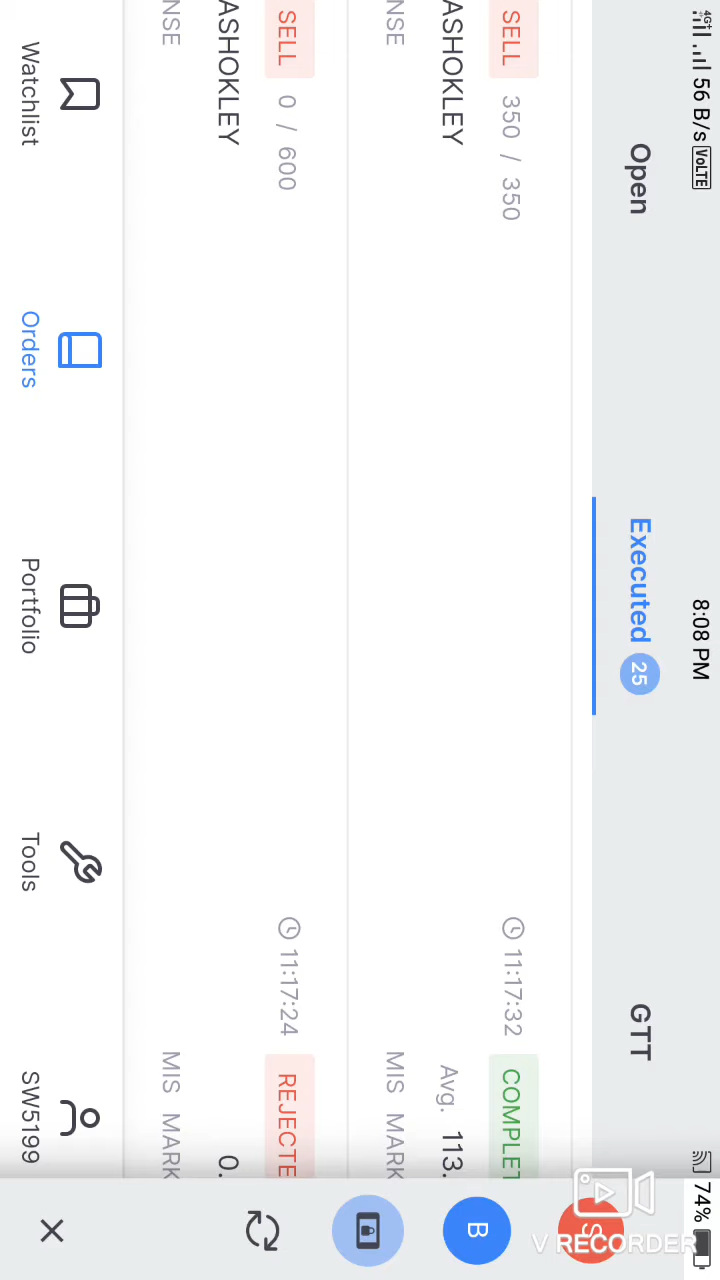 56 B/s VoLTE 8:08 PM 74%
Open Executed 25 GTT
SELL 350 / 350 11:17:32 COMPLET
ASHOKLEY Avg. 113.
NSE MIS MARK
SELL 0 / 600 11:17:24 REJECTE
ASHOKLEY 0.
NSE MIS MARK
Watchlist Orders Portfolio Tools SW5199
S
V RECORDER
B